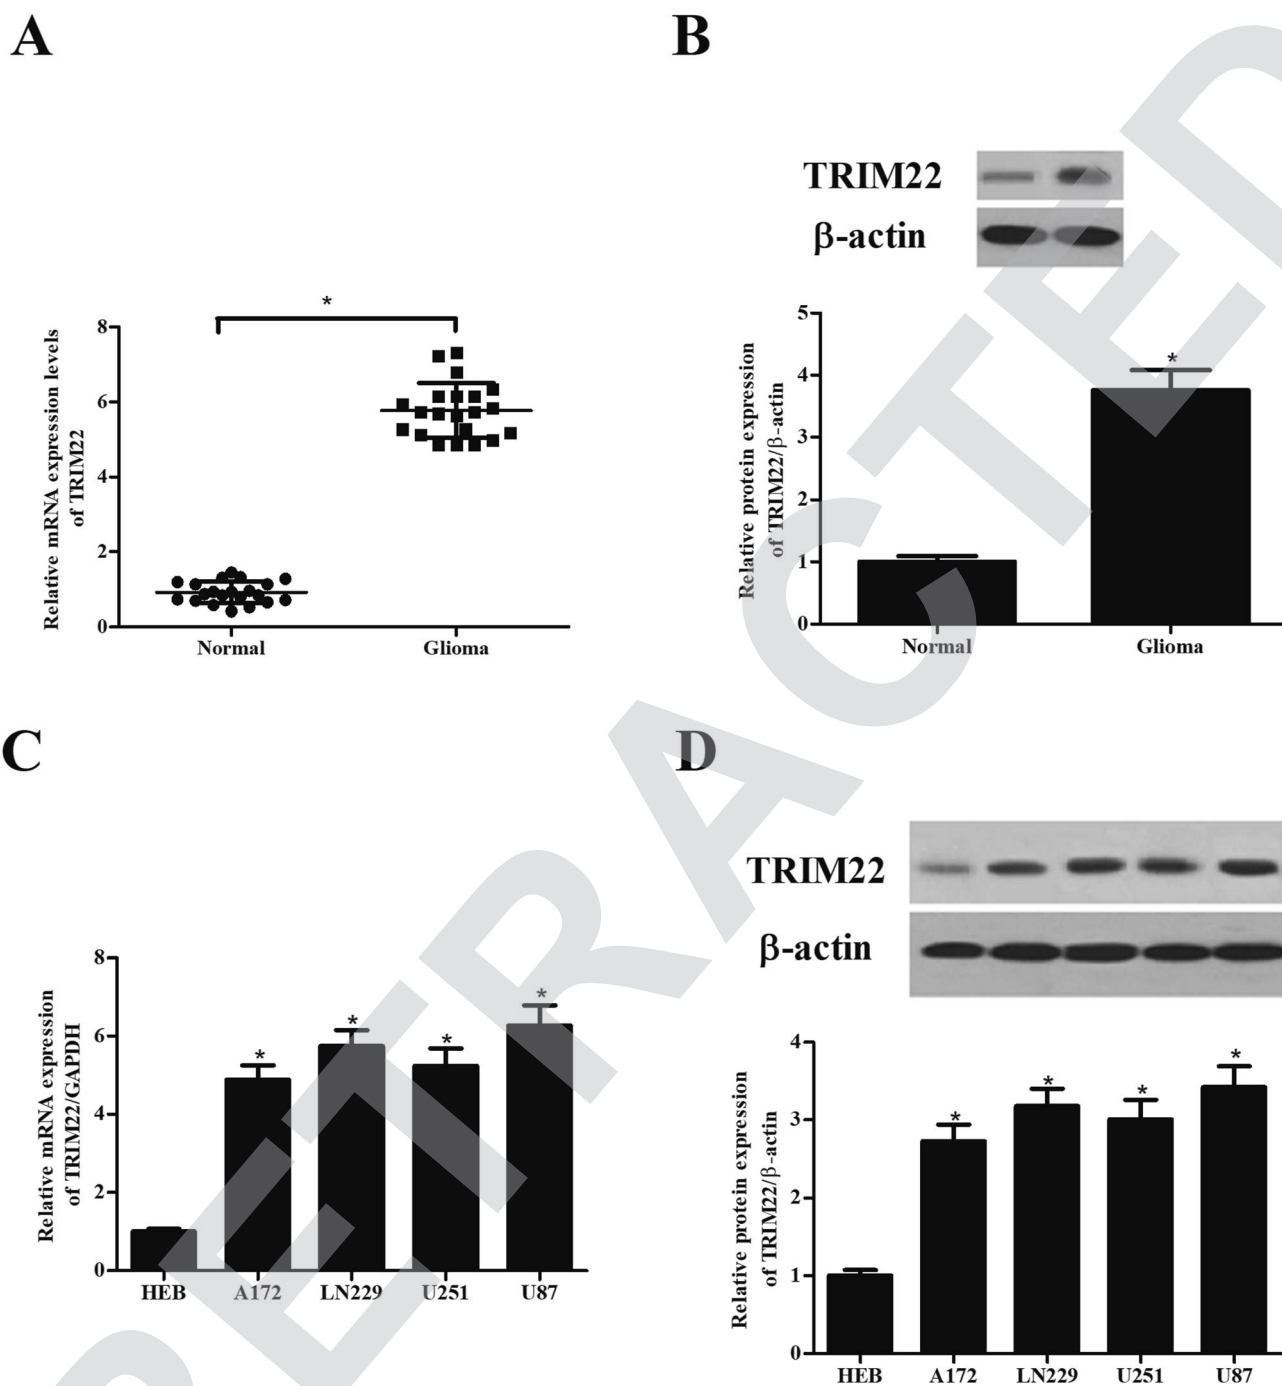 A
*
Relative mRNA expression levels
of TRIM22
8
6
4
2
0
Normal
Glioma
B
TRIM22
β-actin
Relative protein expression
of TRIM22/β-actin
5
4
3
2
1
0
*
Normal
Glioma
C
Relative mRNA expression
of TRIM22/GAPDH
8
6
4
2
0
*
*
*
*
HEB
A172
LN229
U251
U87
D
TRIM22
β-actin
Relative protein expression
of TRIM22/β-actin
4
3
2
1
0
*
*
*
*
HEB
A172
LN229
U251
U87
RETRACTED